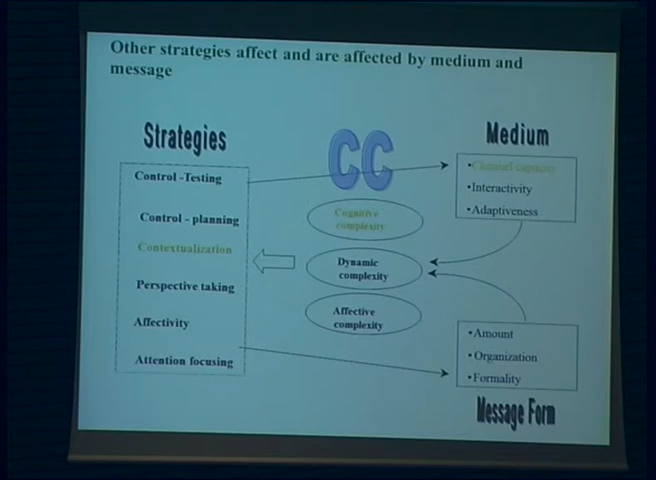 Other strategies affect and are affected by medium and
message
Strategies
Control -Testing
Control - planning
Contextualization
Perspective taking
Affectivity
Attention focusing
CC
Cognitive
complexity
Dynamic
complexity
Affective
complexity
Medium
•Channel capacity
•Interactivity
•Adaptiveness
•Amount
•Organization
•Formality
Message Form